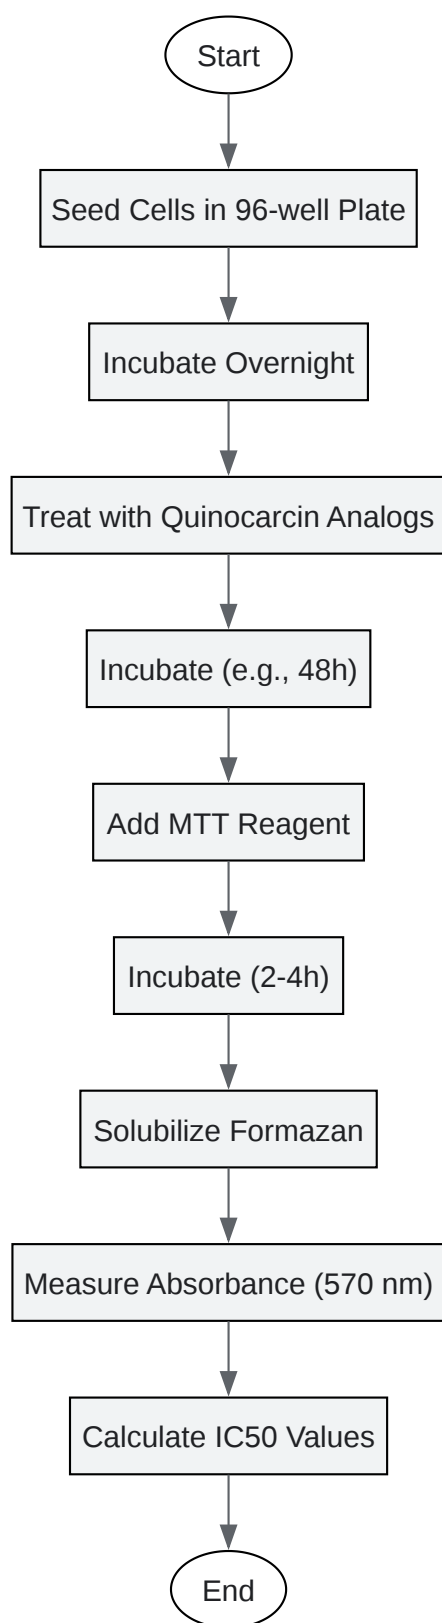 Start
Seed Cells in 96-well Plate
Incubate Overnight
Treat with Quinocarcin Analogs
Incubate (e.g., 48h)
Add MTT Reagent
Incubate (2-4h)
Solubilize Formazan
Measure Absorbance (570 nm)
Calculate IC50 Values
End